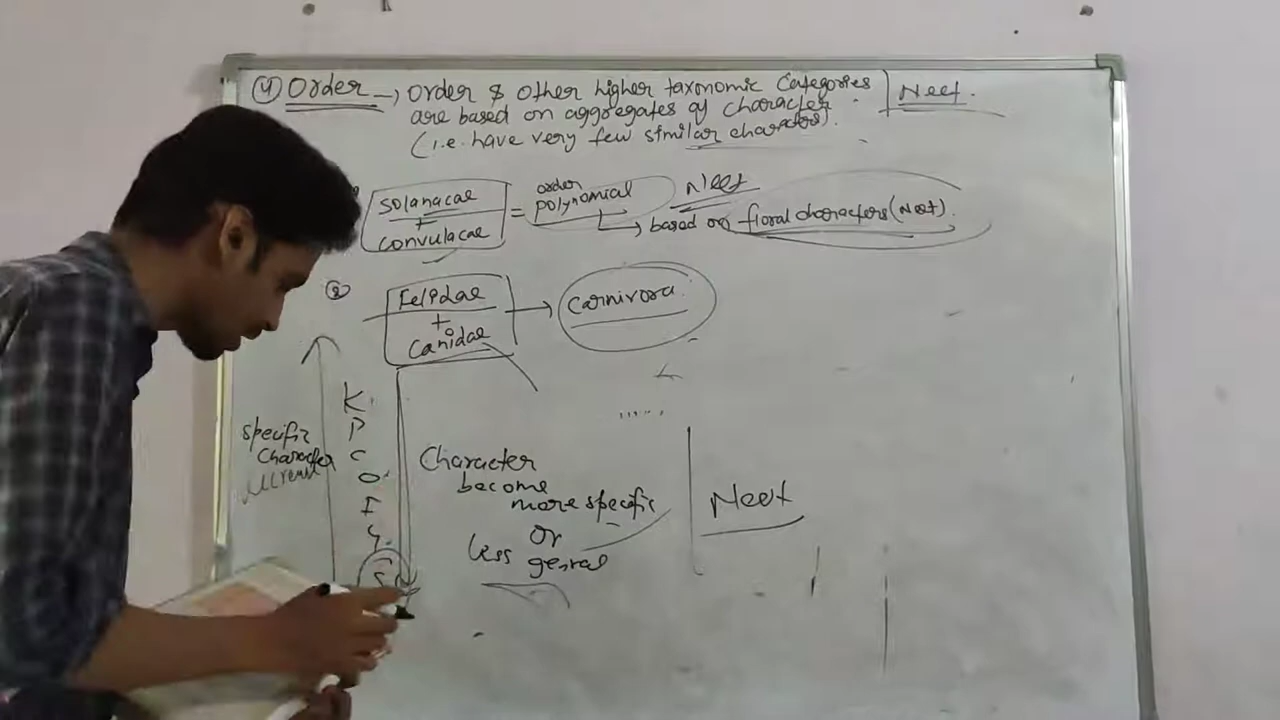 4) Order → Order & other higher taxonomic categories
are based on aggregates of character.
(i.e. have very few similar characters).
Neet.
Solanacae
+
Convulacae
= order
polynomial
Neet
→ based on floral characters (Neet).
②
Felidae
+
Canidae
→ Carnivora.
K
P
C
O
F
G
S
specific
character
Character
become
more specific
Or
less genral
Neet